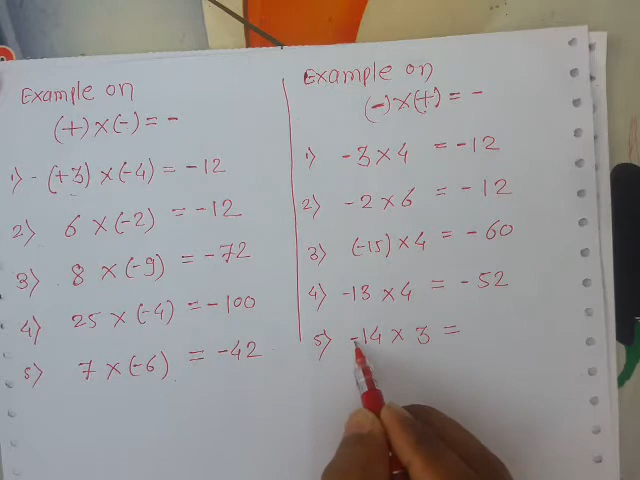 Example on
(+)×(-) = -
1) - (+3) ×(-4) = -12
2) 6 ×(-2) = -12
3) 8 ×(-9) = -72
4) 25 ×(-4) = -100
5) 7 ×(-6) = -42
Example on
(-)×(+) = -
1) -3×4 = -12
2) -2×6 = -12
3) (-15)×4 = -60
4) -13 ×4 = -52
5) -14 × 3 =